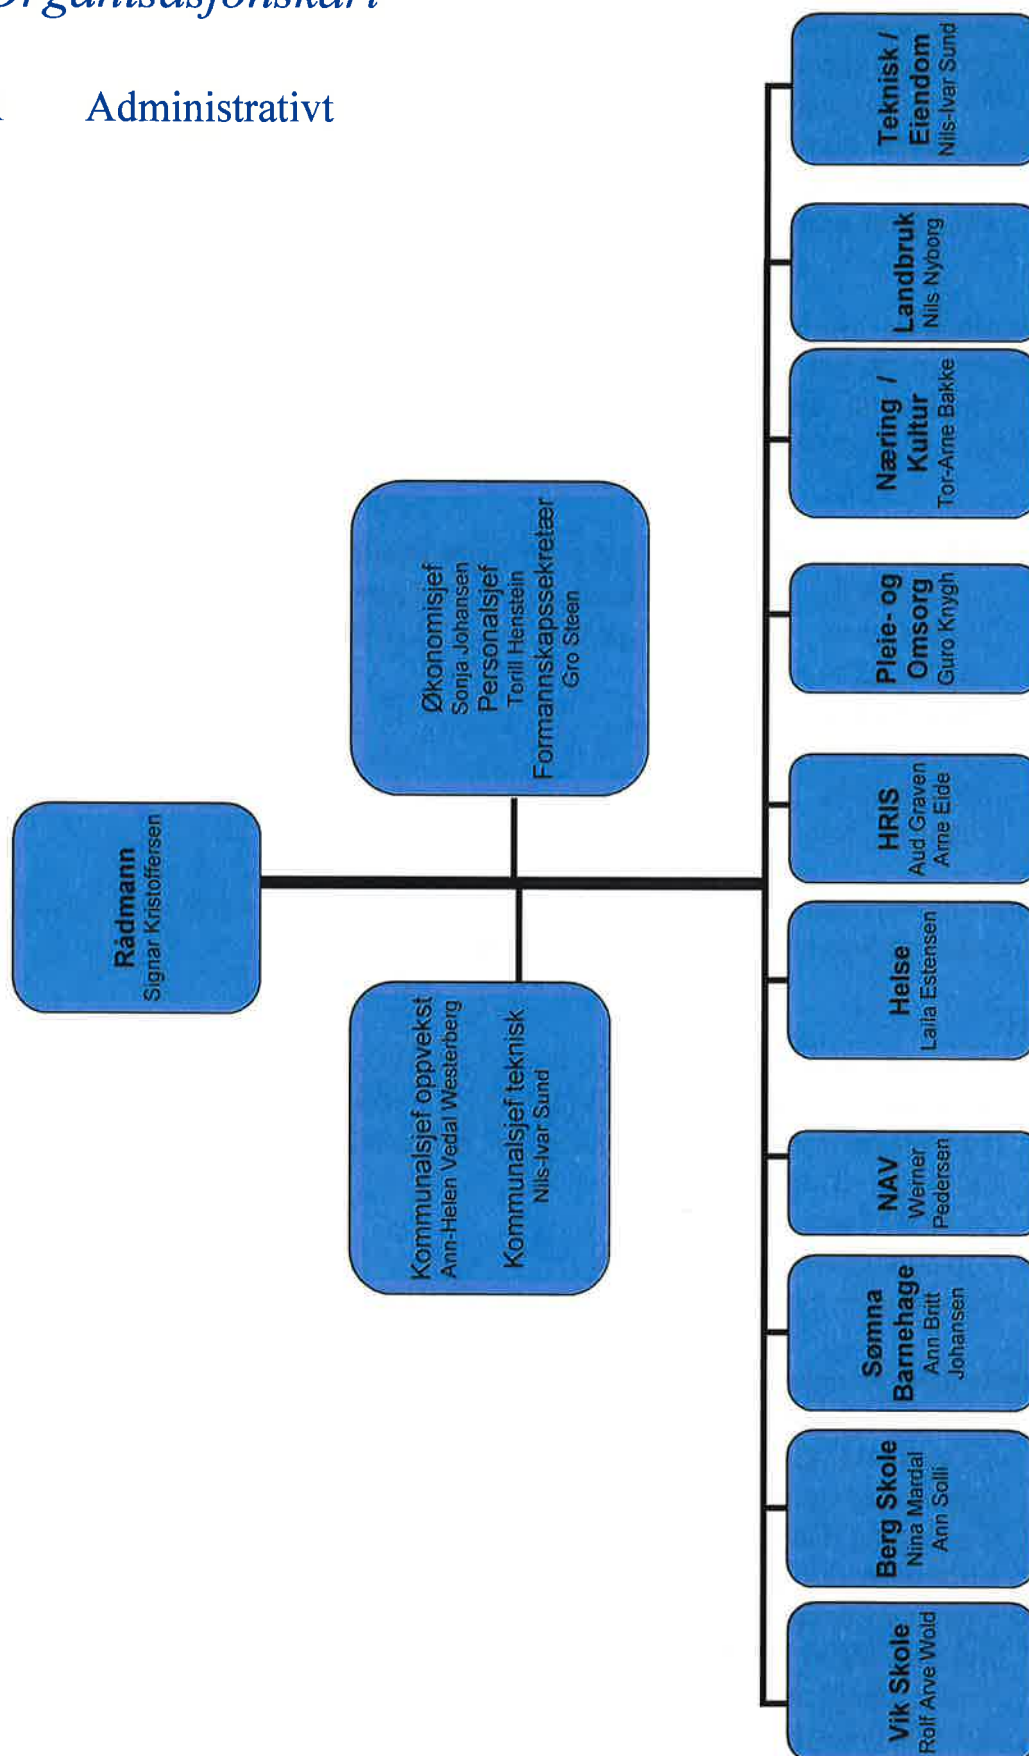 Organisasjonskart
Administrativt
Rådmann
Signar Kristoffersen
Kommunalsjef oppvekst
Ann-Helen Vedal Westerberg
Kommunalsjef teknisk
Nils-Ivar Sund
Økonomisjef
Sonja Johansen
Personalsjef
Torill Henstein
Formannskapssekretær
Gro Steen
Vik Skole
Rolf Arve Wold
Berg Skole
Nina Mardal
Ann Solli
Sømna
Barnehage
Ann Britt
Johansen
NAV
Werner
Pedersen
Helse
Laila Estensen
HRIS
Aud Graven
Arne Eide
Pleie- og
Omsorg
Guro Knygh
Næring /
Kultur
Tor-Arne Bakke
Landbruk
Nils Nyborg
Teknisk /
Eiendom
Nils-Ivar Sund